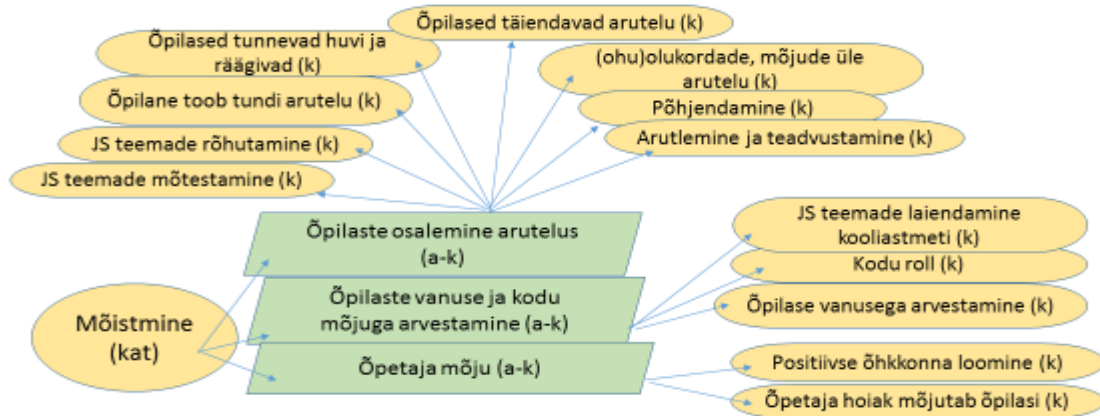 Õpilased täiendavad arutelu (k)
Õpilased tunnevad huvi ja
räägivad (k)
(ohu)olukordade, mõjude üle
arutelu (k)
Õpilane toob tundi arutelu (k)
Põhjendamine (k)
JS teemade rõhutamine (k)
Arutlemine ja teadvustamine (k)
JS teemade mõtestamine (k)
Õpilaste osalemine arutelus
(a-k)
JS teemade laiendamine
kooliastmeti (k)
Kodu roll (k)
Õpilaste vanuse ja kodu
mõjuga arvestamine (a-k)
Õpilase vanusega arvestamine (k)
Mõistmine
(kat)
Õpetaja mõju (a-k)
Positiivse õhkkonna loomine (k)
Õpetaja hoiak mõjutab õpilasi (k)